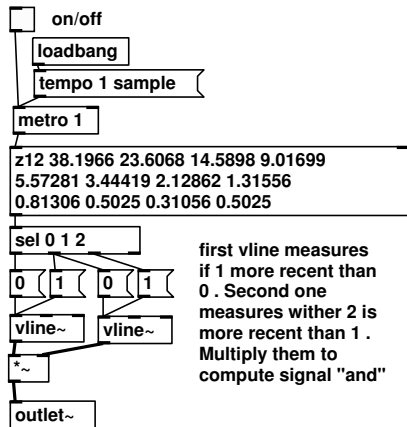 on/off
loadbang
tempo 1 sample
metro 1
z12 38.1966 23.6068 14.5898 9.01699
5.57281 3.44419 2.12862 1.31556
0.81306 0.5025 0.31056 0.5025
sel 0 1 2
0 1 0 1
vline~ vline~
*~
outlet~
first vline measures
if 1 more recent than
0 . Second one
measures wither 2 is
more recent than 1 .
Multiply them to
compute signal "and"